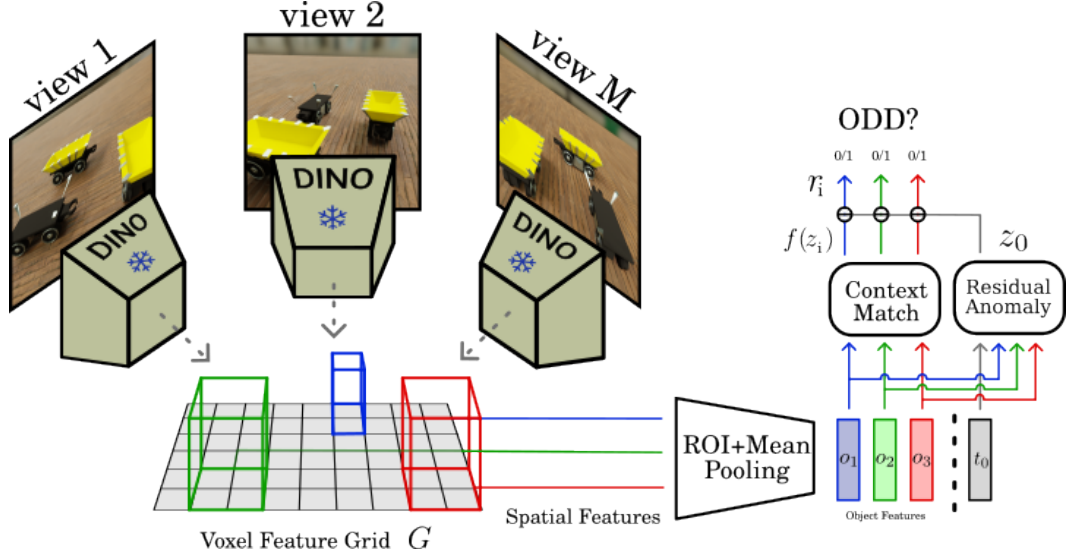 view 1
view 2
view M
DINO
DINO
DINO
ODD?
0/1 0/1 0/1
r_i
f(z_i)
z_0
Context
Match
Residual
Anomaly
ROI+Mean
Pooling
o_1 o_2 o_3 t_0
Object Features
Spatial Features
Voxel Feature Grid G